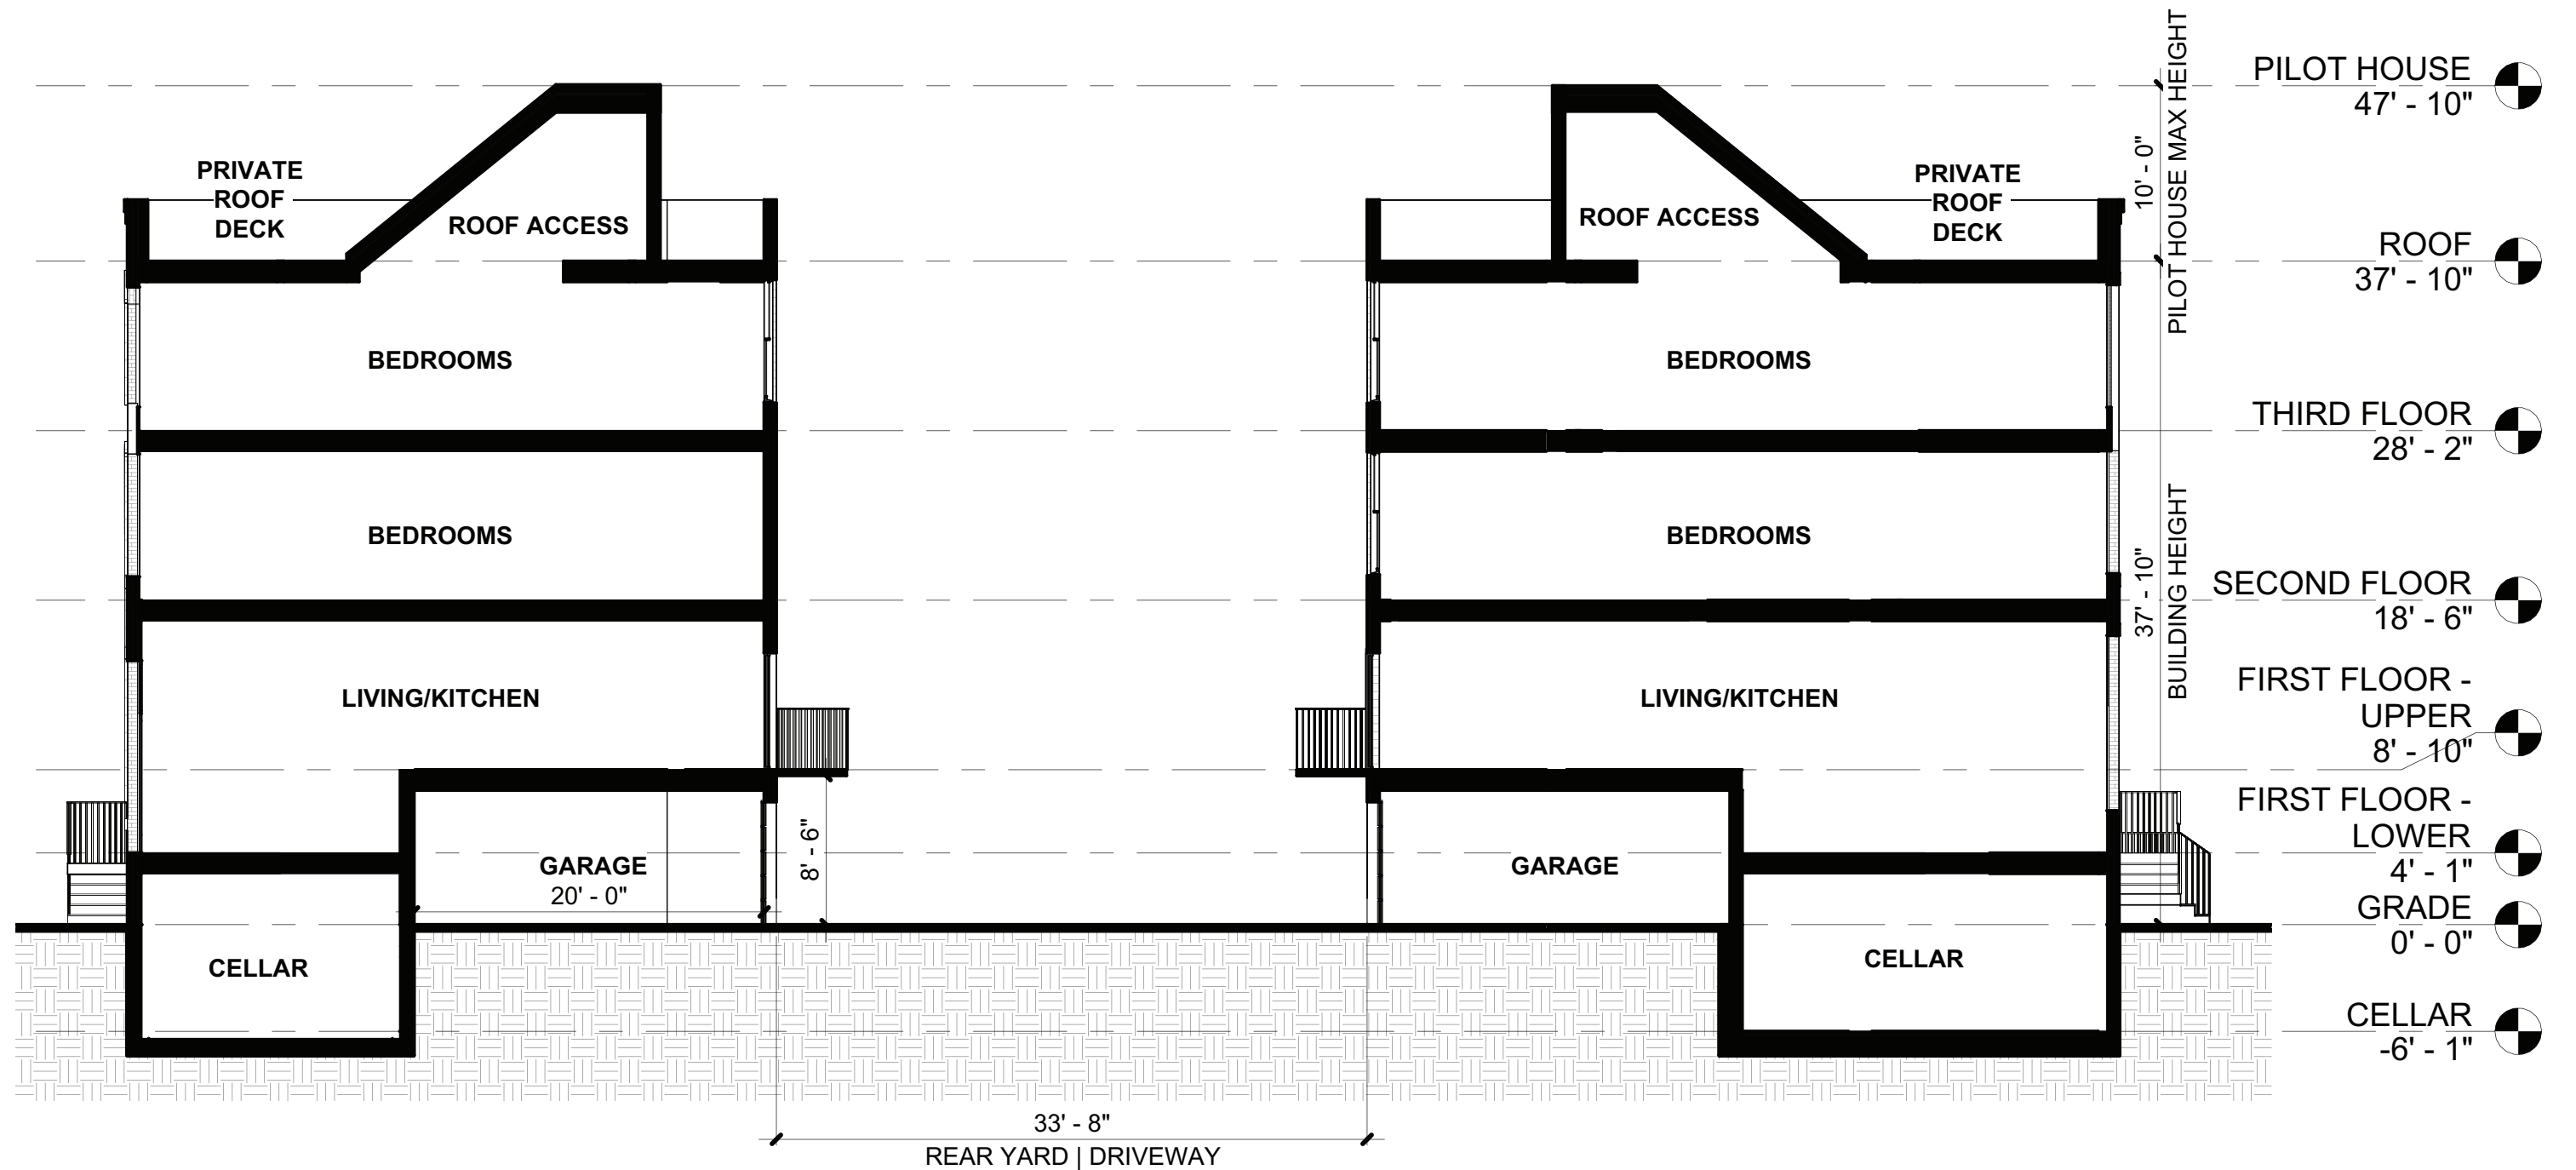 PILOT HOUSE
47' - 10"
PILOT HOUSE MAX HEIGHT
10' - 0"
PRIVATE
ROOF
DECK
ROOF ACCESS
ROOF ACCESS
PRIVATE
ROOF
DECK
ROOF
37' - 10"
BEDROOMS
BEDROOMS
THIRD FLOOR
28' - 2"
BEDROOMS
BEDROOMS
BUILDING HEIGHT
37' - 10"
SECOND FLOOR
18' - 6"
LIVING/KITCHEN
LIVING/KITCHEN
FIRST FLOOR -
UPPER
8' - 10"
FIRST FLOOR -
LOWER
4' - 1"
GARAGE
20' - 0"
8' - 6"
GARAGE
GRADE
0' - 0"
CELLAR
CELLAR
CELLAR
-6' - 1"
33' - 8"
REAR YARD | DRIVEWAY